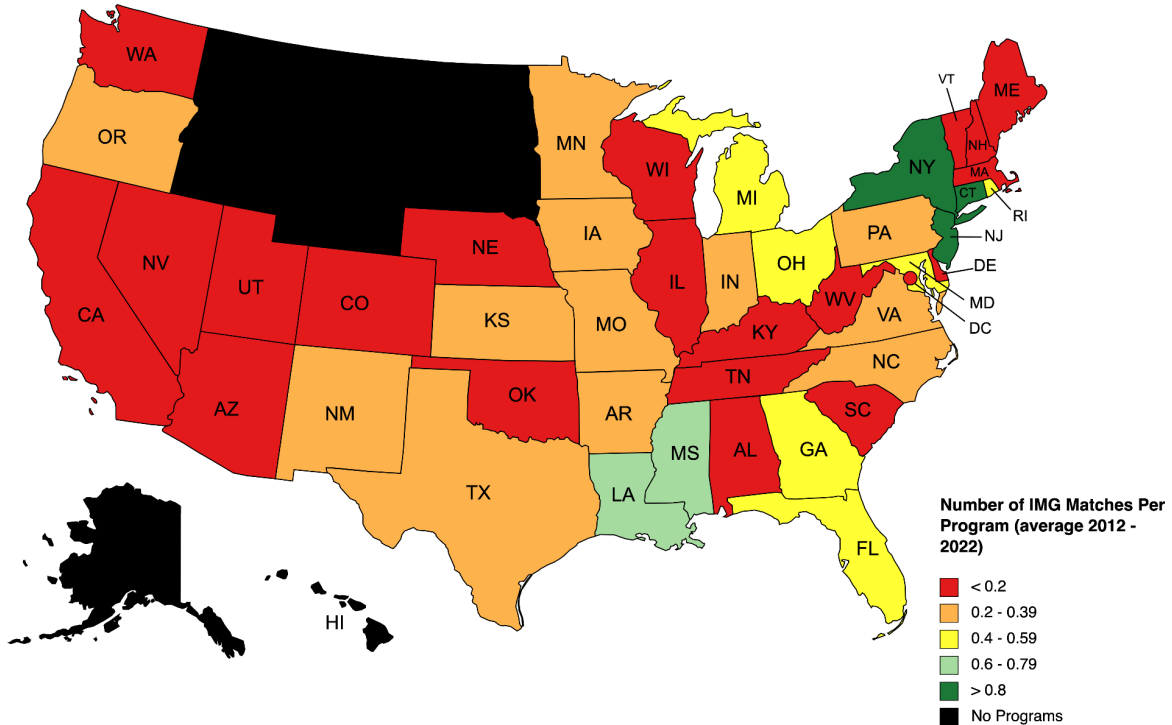 WA
VT
ME
OR
MN
NH
WI
NY
MA
MI
CT
RI
IA
PA
NJ
NE
OH
DE
NV
UT
IL
IN
CO
WV
MD
CA
KS
MO
VA
DC
KY
NC
TN
OK
AZ
NM
AR
SC
MS
AL
GA
TX
LA
FL
HI
Number of IMG Matches Per
Program (average 2012 -
2022)
< 0.2
0.2 - 0.39
0.4 - 0.59
0.6 - 0.79
> 0.8
No Programs